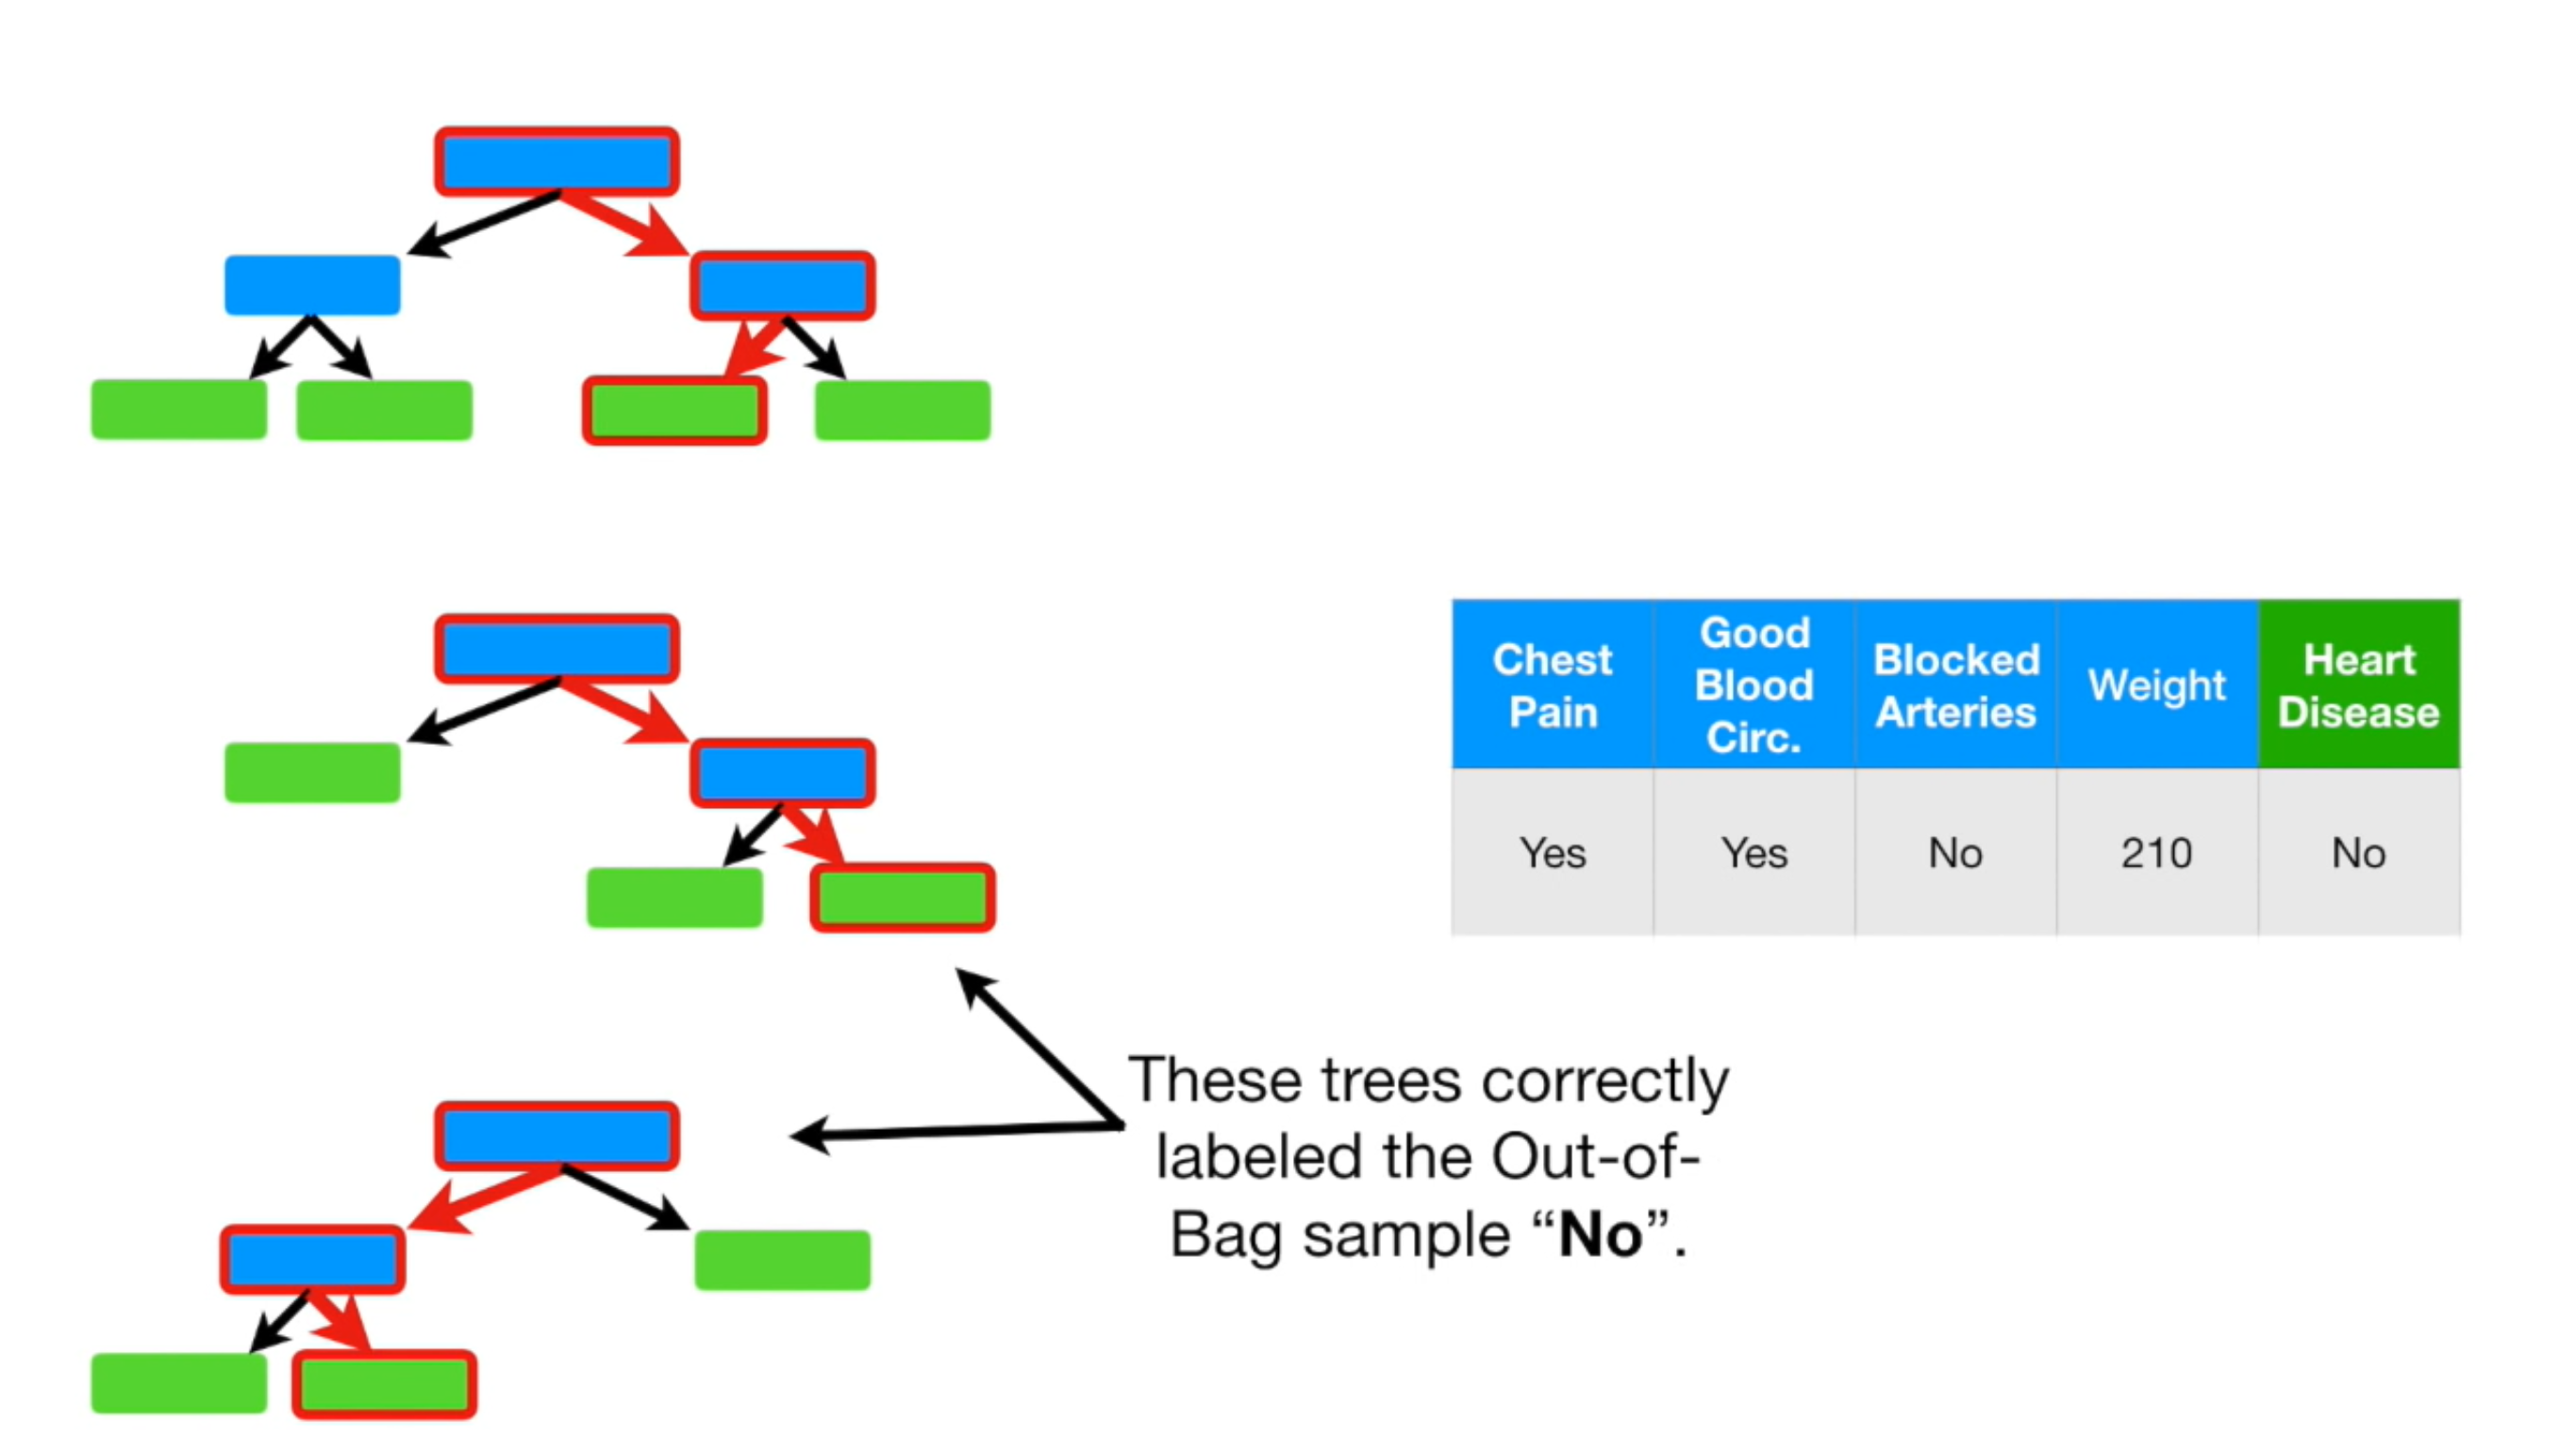 Chest
Pain
Good
Blood
Circ.
Blocked
Arteries
Weight
Heart
Disease
Yes
Yes
No
210
No
These trees correctly
labeled the Out-of-
Bag sample “No”.